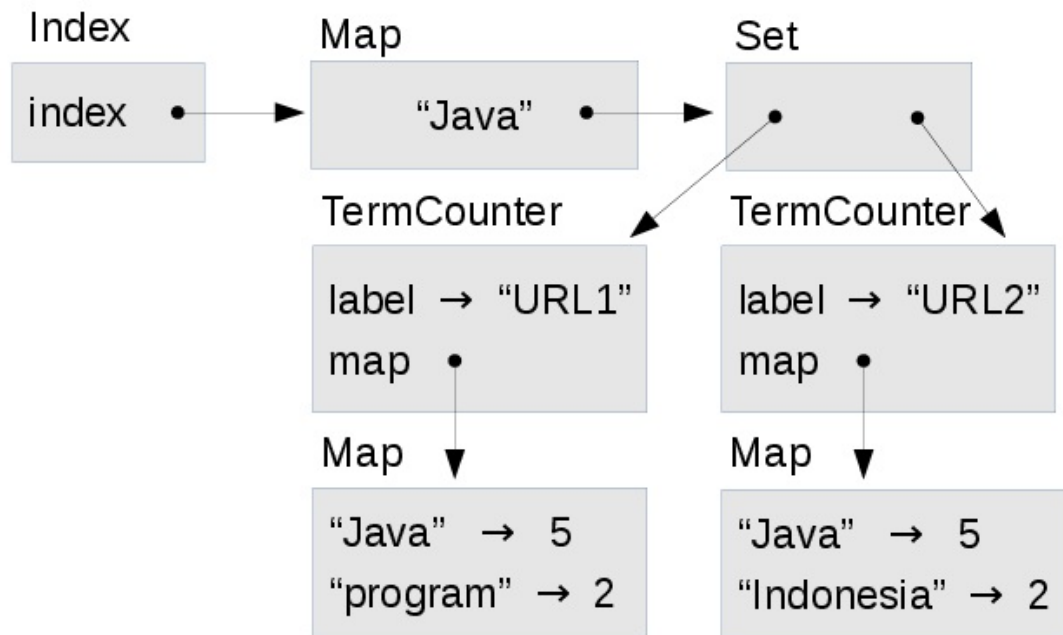 Index
Map
Set
index
“Java”
TermCounter
TermCounter
label → “URL1”
map
label → “URL2”
map
Map
Map
“Java” → 5
“program” → 2
“Java” → 5
“Indonesia” → 2